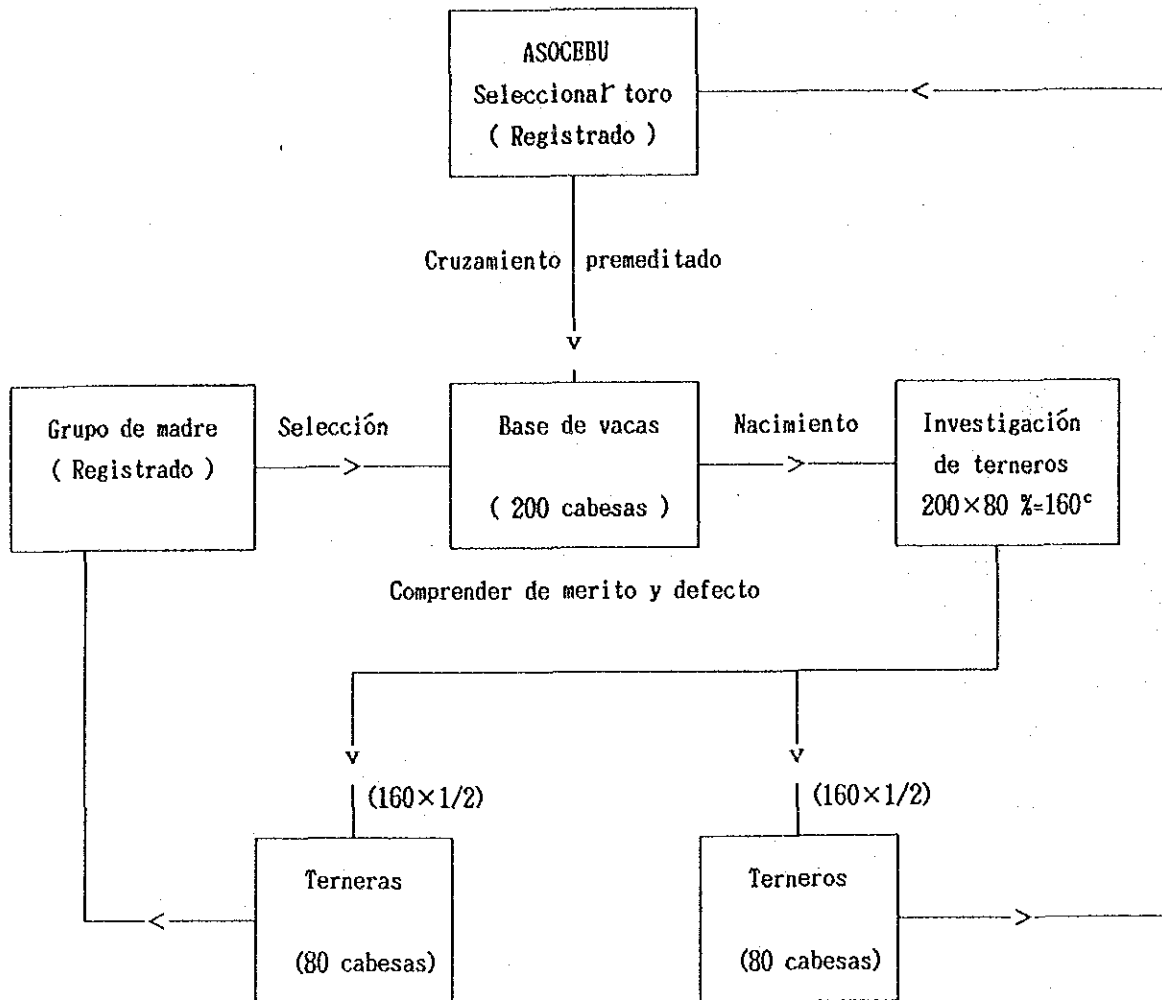 ASOCEBU
Seleccionar toro
( Registrado )
Cruzamiento premeditado
Grupo de madre
( Registrado )
Selección
Base de vacas
( 200 cabesas )
Nacimiento
Investigación
de terneros
200×80 %=160c
Comprender de merito y defecto
(160×1/2)
(160×1/2)
Terneras
(80 cabesas)
Terneros
(80 cabesas)